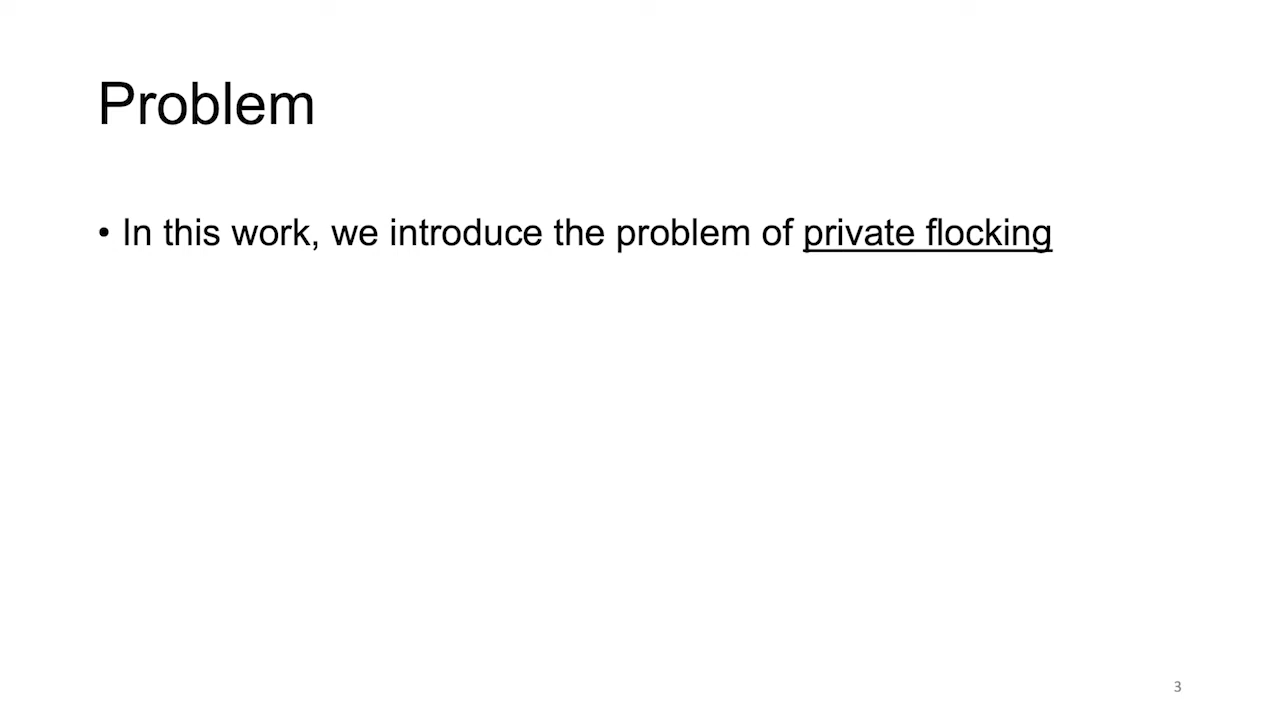 Problem
• In this work, we introduce the problem of private flocking
3